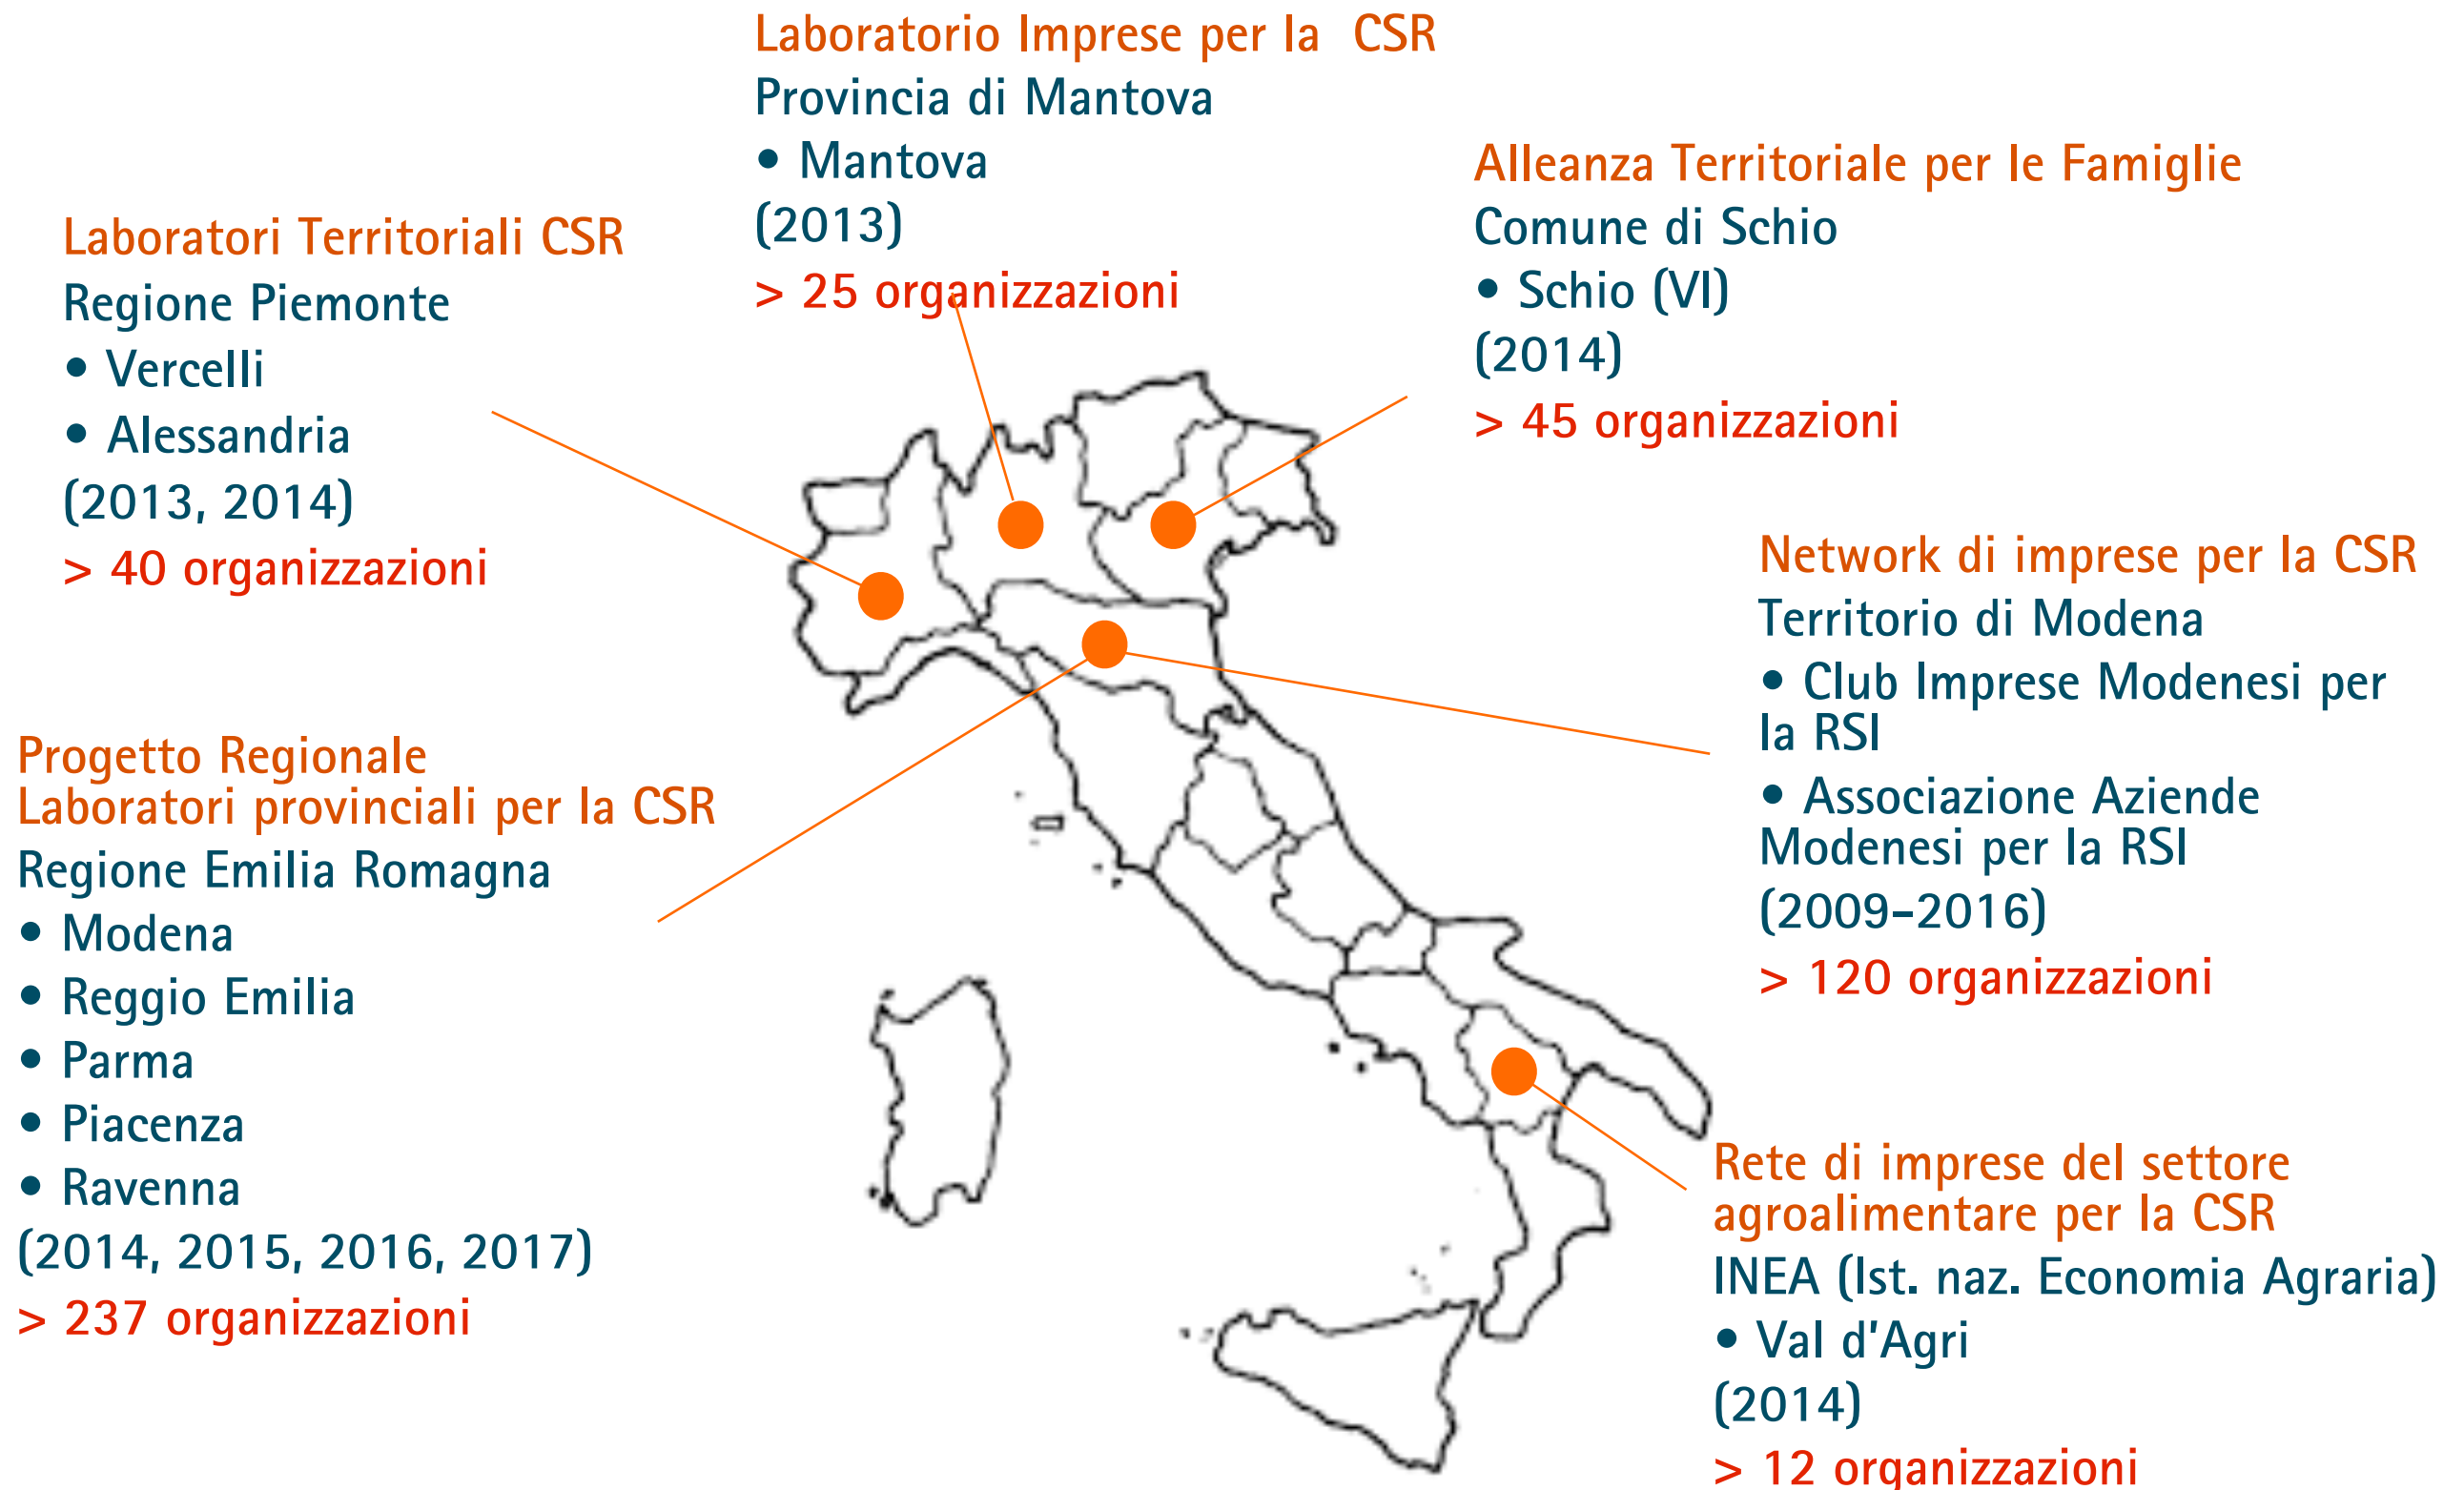 Laboratorio Imprese per la CSR
Provincia di Mantova
• Mantova
(2013)
> 25 organizzazioni
Alleanza Territoriale per le Famiglie
Comune di Schio
• Schio (VI)
(2014)
> 45 organizzazioni
Laboratori Territoriali CSR
Regione Piemonte
• Vercelli
• Alessandria
(2013, 2014)
> 40 organizzazioni
Network di imprese per la CSR
Territorio di Modena
• Club Imprese Modenesi per
la RSI
• Associazione Aziende
Modenesi per la RSI
(2009-2016)
> 120 organizzazioni
Progetto Regionale
Laboratori provinciali per la CSR
Regione Emilia Romagna
• Modena
• Reggio Emilia
• Parma
• Piacenza
• Ravenna
(2014, 2015, 2016, 2017)
> 237 organizzazioni
Rete di imprese del settore
agroalimentare per la CSR
INEA (Ist. naz. Economia Agraria)
• Val d'Agri
(2014)
> 12 organizzazioni